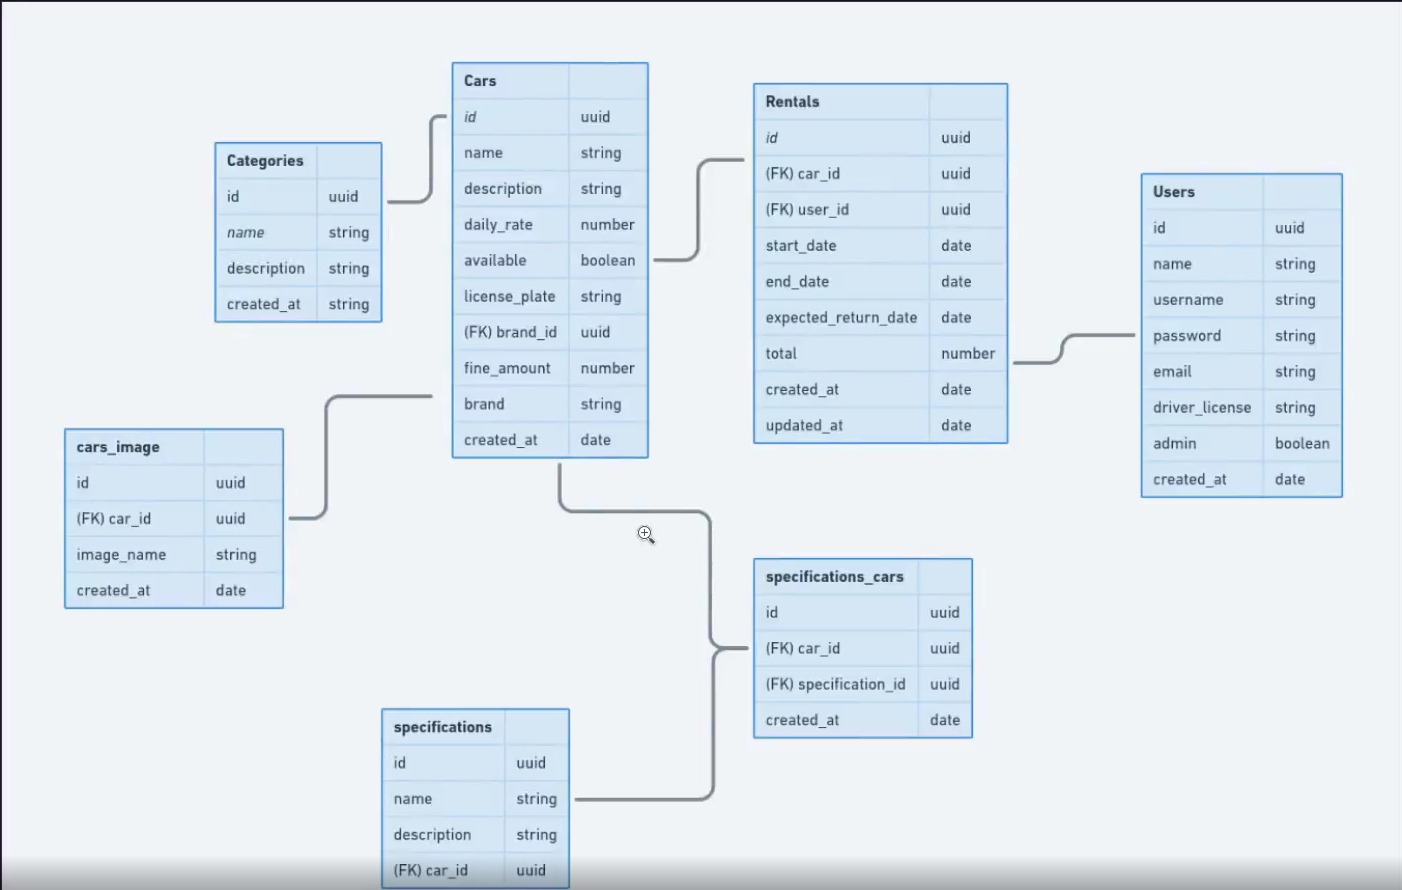 Cars
id uuid
name string
description string
daily_rate number
available boolean
license_plate string
(FK) brand_id uuid
fine_amount number
brand string
created_at date
Rentals
id uuid
(FK) car_id uuid
(FK) user_id uuid
start_date date
end_date date
expected_return_date date
total number
created_at date
updated_at date
Categories
id uuid
name string
description string
created_at string
Users
id uuid
name string
username string
password string
email string
driver_license string
admin boolean
created_at date
cars_image
id uuid
(FK) car_id uuid
image_name string
created_at date
specifications_cars
id uuid
(FK) car_id uuid
(FK) specification_id uuid
created_at date
specifications
id uuid
name string
description string
(FK) car_id uuid